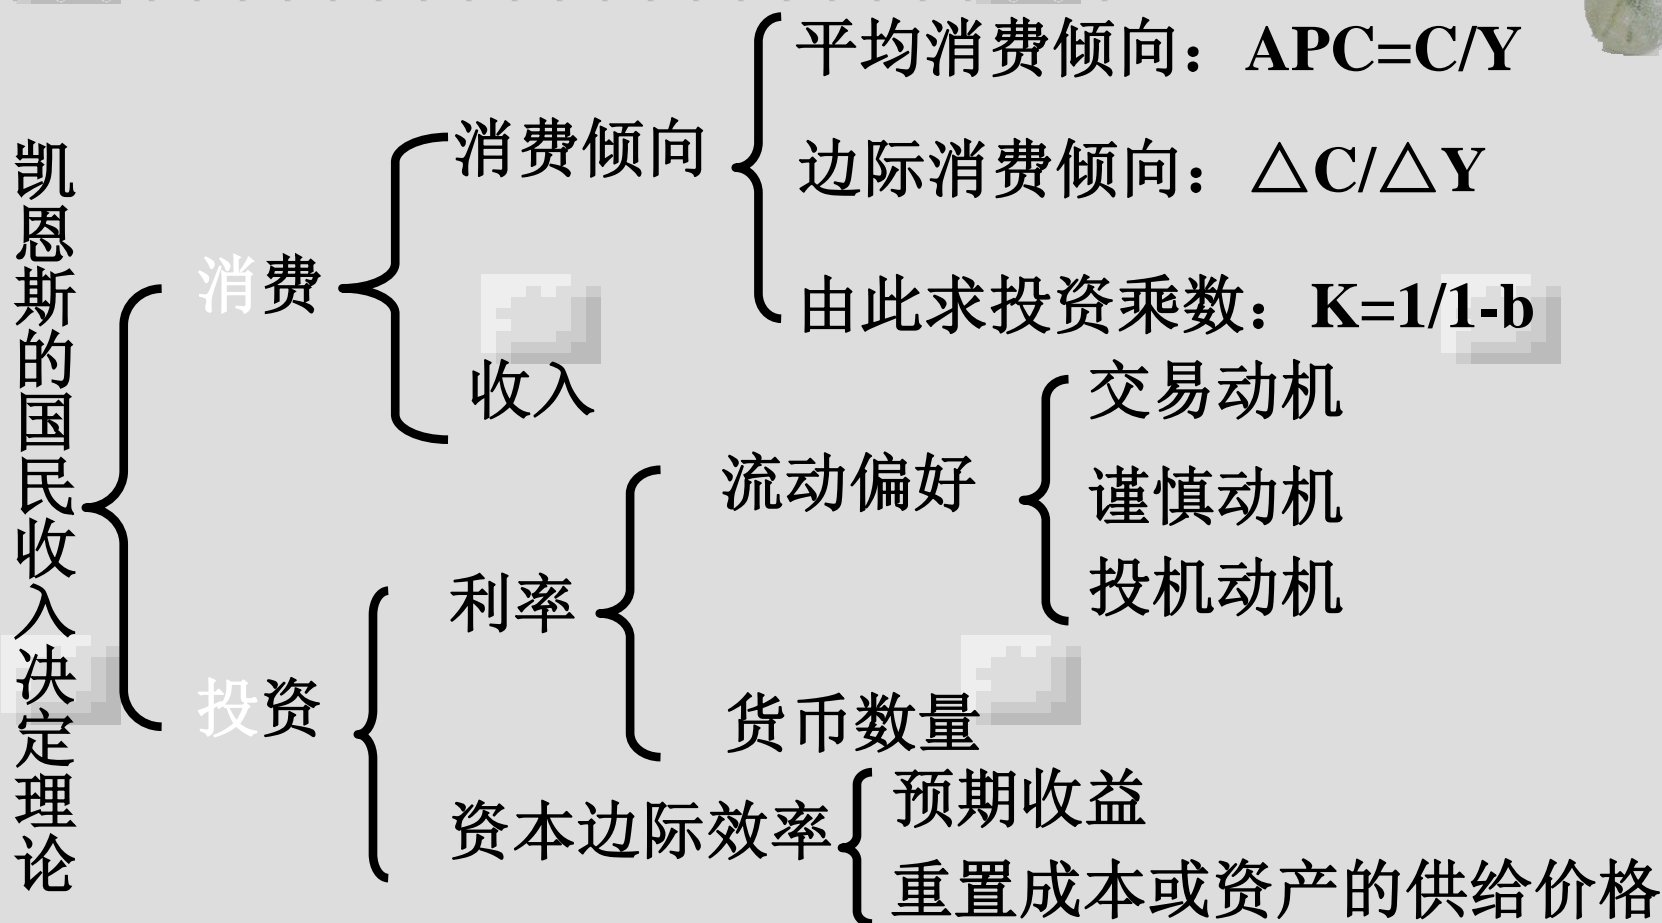 凯恩斯的国民收入决定理论
消费
消费倾向
平均消费倾向：APC=C/Y
边际消费倾向：△C/△Y
由此求投资乘数：K=1/1-b
收入
投资
利率
流动偏好
交易动机
谨慎动机
投机动机
货币数量
资本边际效率
预期收益
重置成本或资产的供给价格